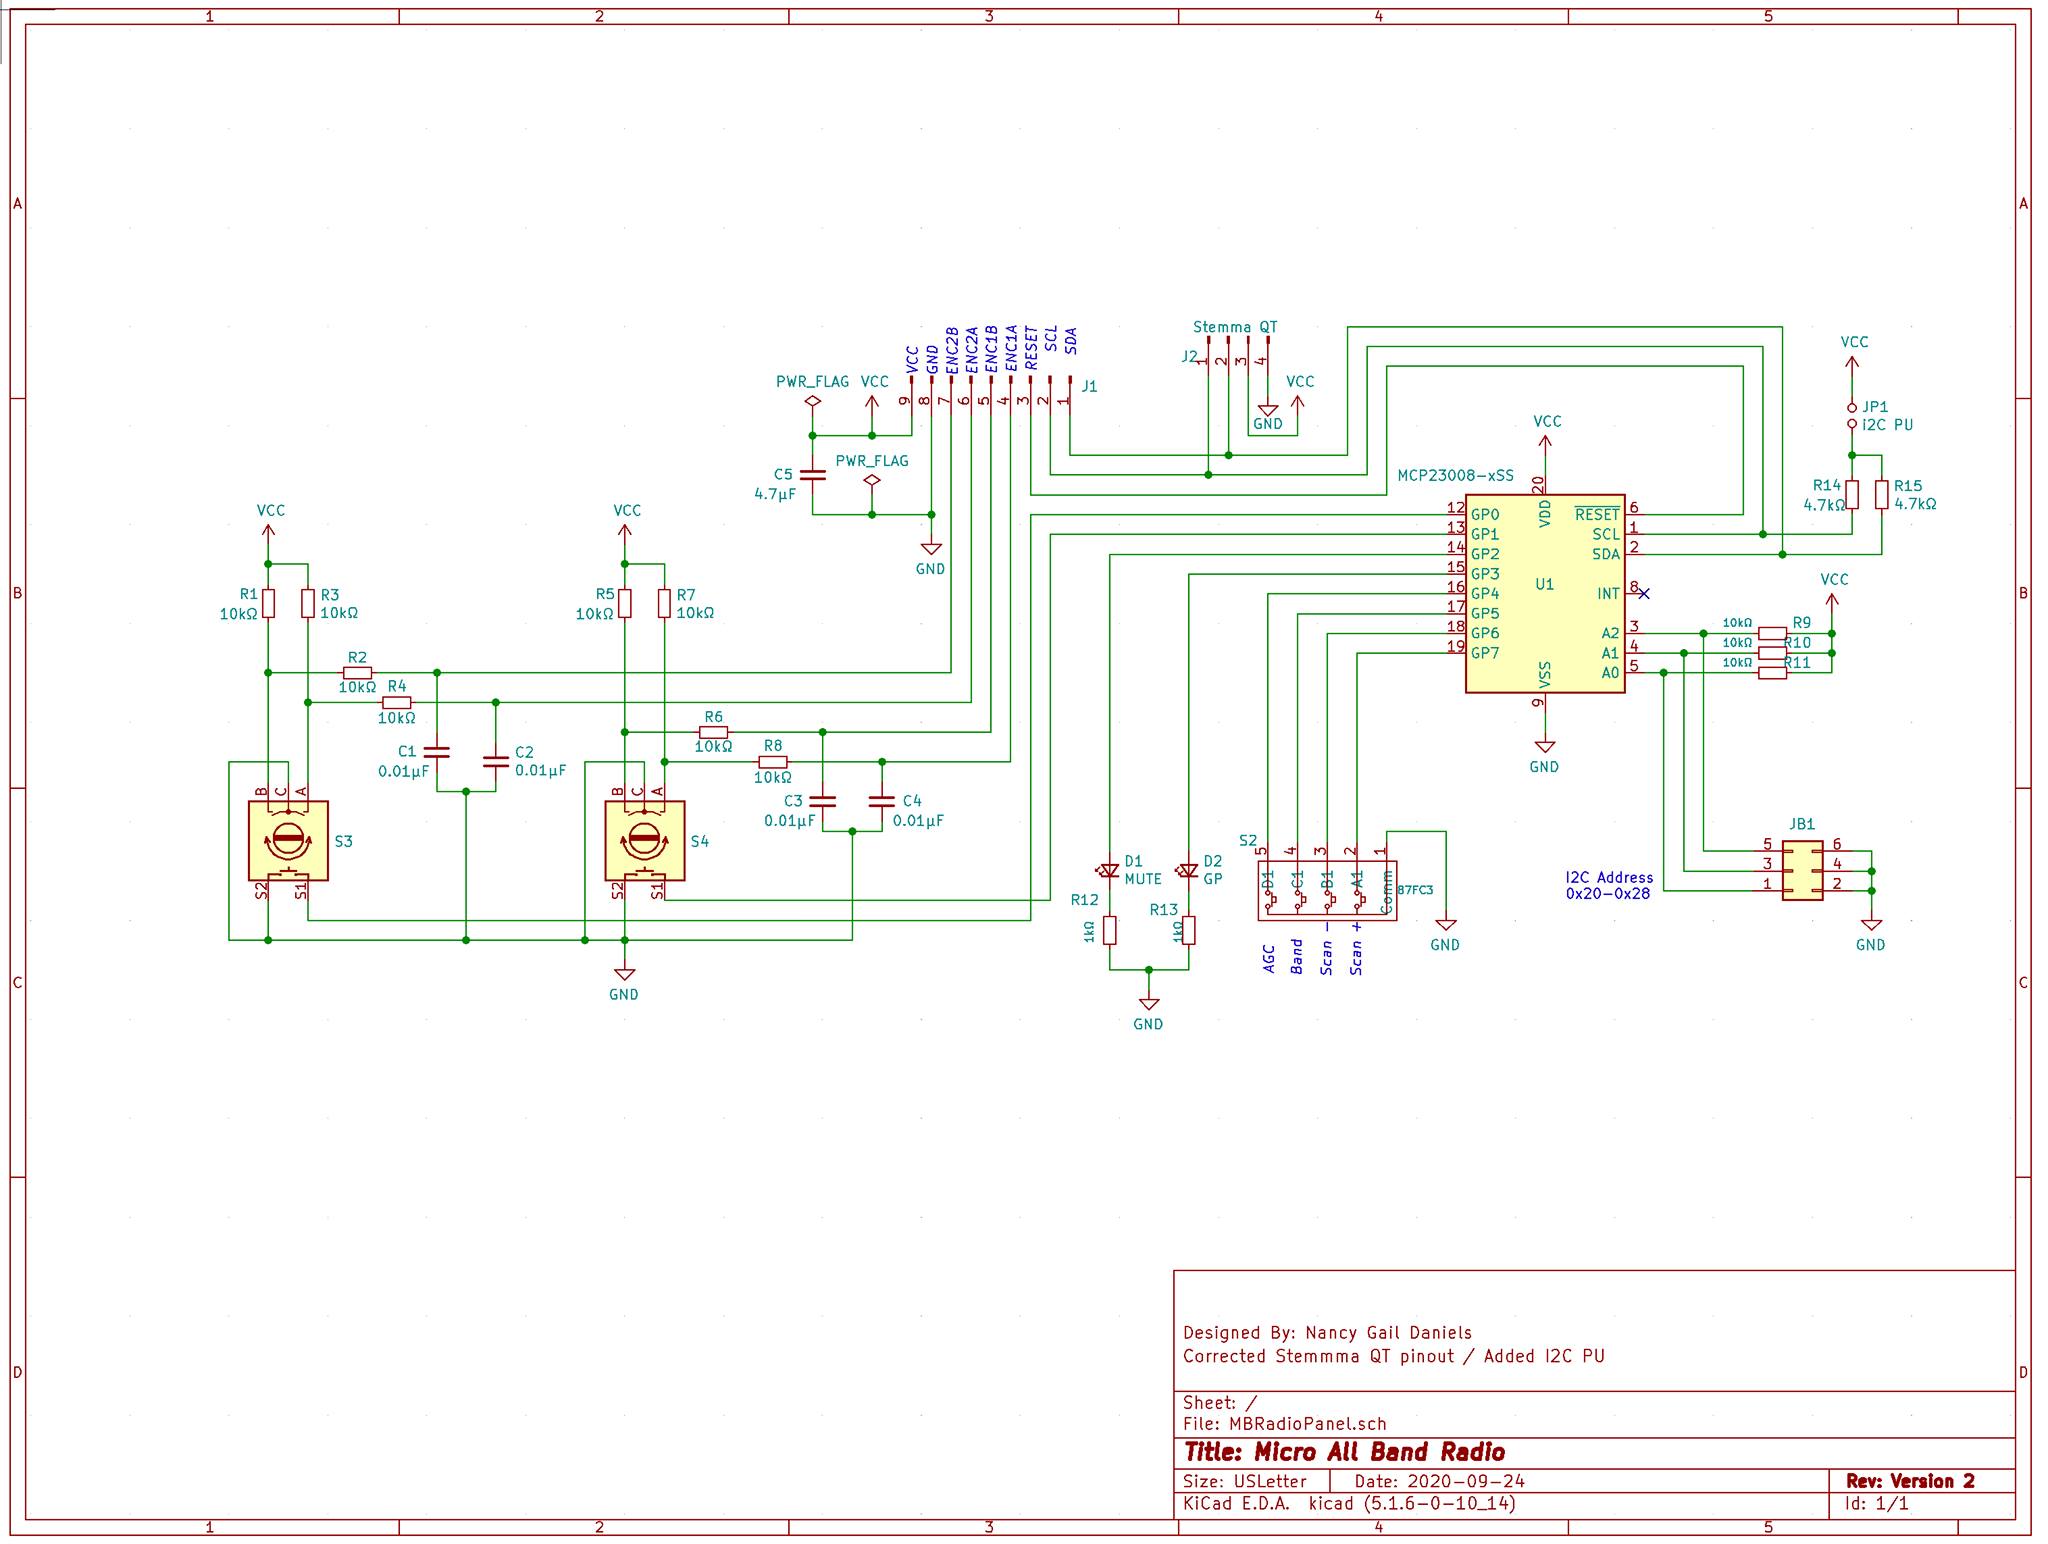 1 2 3 4 5
A A
VCC GND ENC2B ENC2A ENC1B ENC1A RESET SCL SDA
9 8 7 6 5 4 3 2 1
J1
Stemma QT
J2
1 2 3 4
GND
VCC
PWR_FLAG
VCC
C5
4.7µF
PWR_FLAG
GND
VCC
JP1
i2C PU
R14
4.7kΩ
R15
4.7kΩ
VCC
MCP23008-xSS
20
VDD
12 GP0
13 GP1
14 GP2
15 GP3
16 GP4
17 GP5
18 GP6
19 GP7
U1
RESET 6
SCL 1
SDA 2
INT 8
A2 3
A1 4
A0 5
VSS
9
GND
VCC
10kΩ R9
10kΩ R10
10kΩ R11
B B
VCC
R1
10kΩ
R3
10kΩ
R2
10kΩ
R4
10kΩ
C1
0.01µF
C2
0.01µF
B C A
S3
S2 S1
VCC
R5
10kΩ
R7
10kΩ
R6
10kΩ
R8
10kΩ
C3
0.01µF
C4
0.01µF
B C A
S4
S2 S1
GND
D1
MUTE
R12
1kΩ
D2
GP
R13
1kΩ
GND
S2
5 4 3 2 1
D1 C1 B1 A1 Comm
87FC3
AGC Band Scan - Scan +
GND
I2C Address
0x20-0x28
JB1
5 6
3 4
1 2
GND
C C
D D
Designed By: Nancy Gail Daniels
Corrected Stemmma QT pinout / Added I2C PU
Sheet: /
File: MBRadioPanel.sch
Title: Micro All Band Radio
Size: USLetter Date: 2020-09-24 Rev: Version 2
KiCad E.D.A. kicad (5.1.6-0-10_14) Id: 1/1
1 2 3 4 5